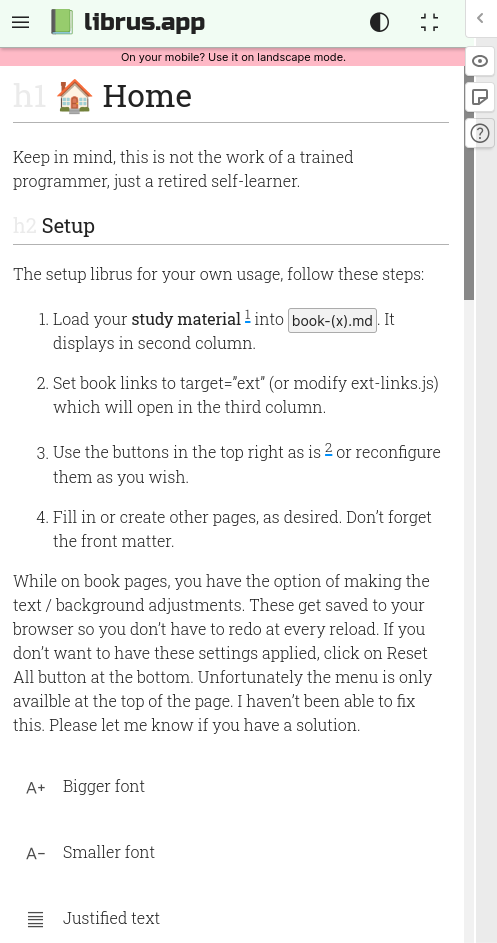 librus.app
On your mobile? Use it on landscape mode.
h1 🏠 Home
Keep in mind, this is not the work of a trained
programmer, just a retired self-learner.
h2 Setup
The setup librus for your own usage, follow these steps:
1. Load your study material 1 into book-(x).md. It
displays in second column.
2. Set book links to target=”ext” (or modify ext-links.js)
which will open in the third column.
3. Use the buttons in the top right as is 2 or reconfigure
them as you wish.
4. Fill in or create other pages, as desired. Don’t forget
the front matter.
While on book pages, you have the option of making the
text / background adjustments. These get saved to your
browser so you don’t have to redo at every reload. If you
don’t want to have these settings applied, click on Reset
All button at the bottom. Unfortunately the menu is only
availble at the top of the page. I haven’t been able to fix
this. Please let me know if you have a solution.
A+ Bigger font
A− Smaller font
Justified text